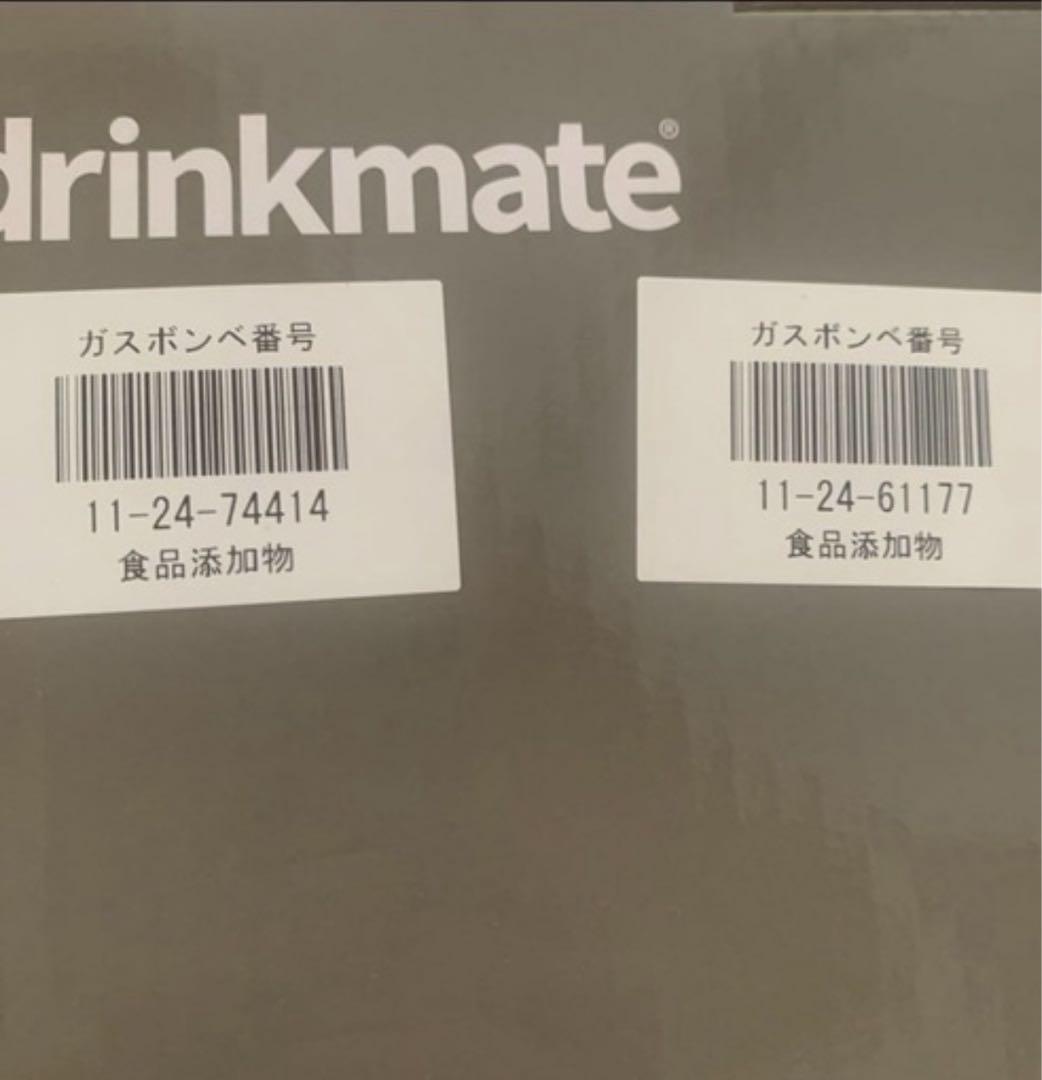 drinkmate®
ガスボンベ番号
11-24-74414
食品添加物
ガスボンベ番号
11-24-61177
食品添加物